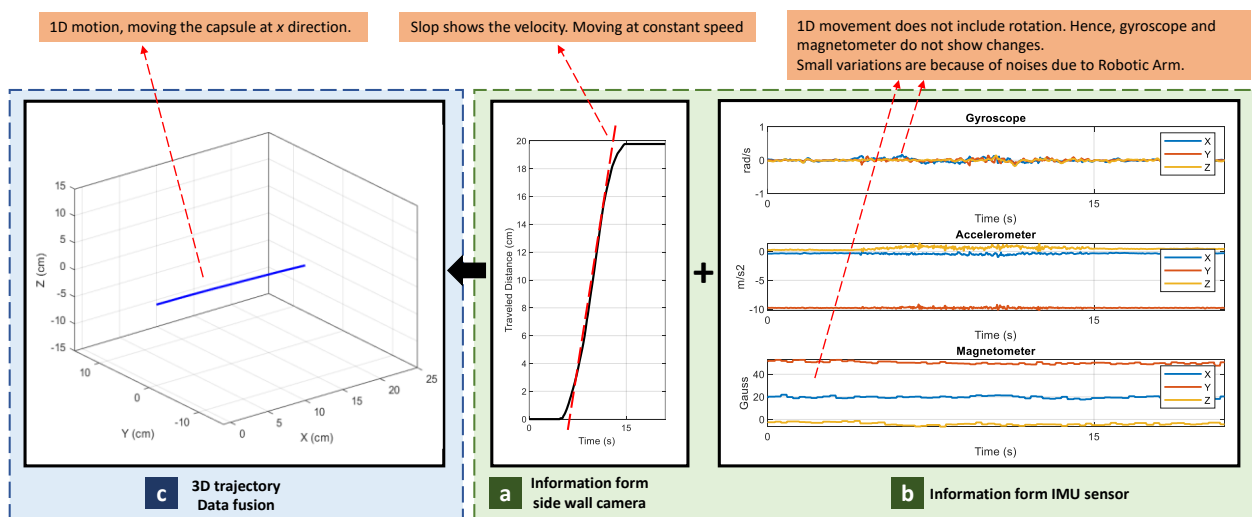 1D motion, moving the capsule at x direction.
Slop shows the velocity. Moving at constant speed
1D movement does not include rotation. Hence, gyroscope and
magnetometer do not show changes.
Small variations are because of noises due to Robotic Arm.
15
10
5
0
-5
-10
-15
Z (cm)
10
0
-10
Y (cm)
0
5
10
15
20
25
X (cm)
20
18
16
14
12
10
8
6
4
2
0
Traveled Distance (cm)
0
15
Time (s)
+
Gyroscope
1
0
-1
rad/s
X
Y
Z
0
15
Time (s)
Accelerometer
0
-10
m/s2
X
Y
Z
0
15
Time (s)
Magnetometer
40
20
0
Gauss
X
Y
Z
0
15
Time (s)
c
3D trajectory
Data fusion
a
Information form
side wall camera
b
Information form IMU sensor